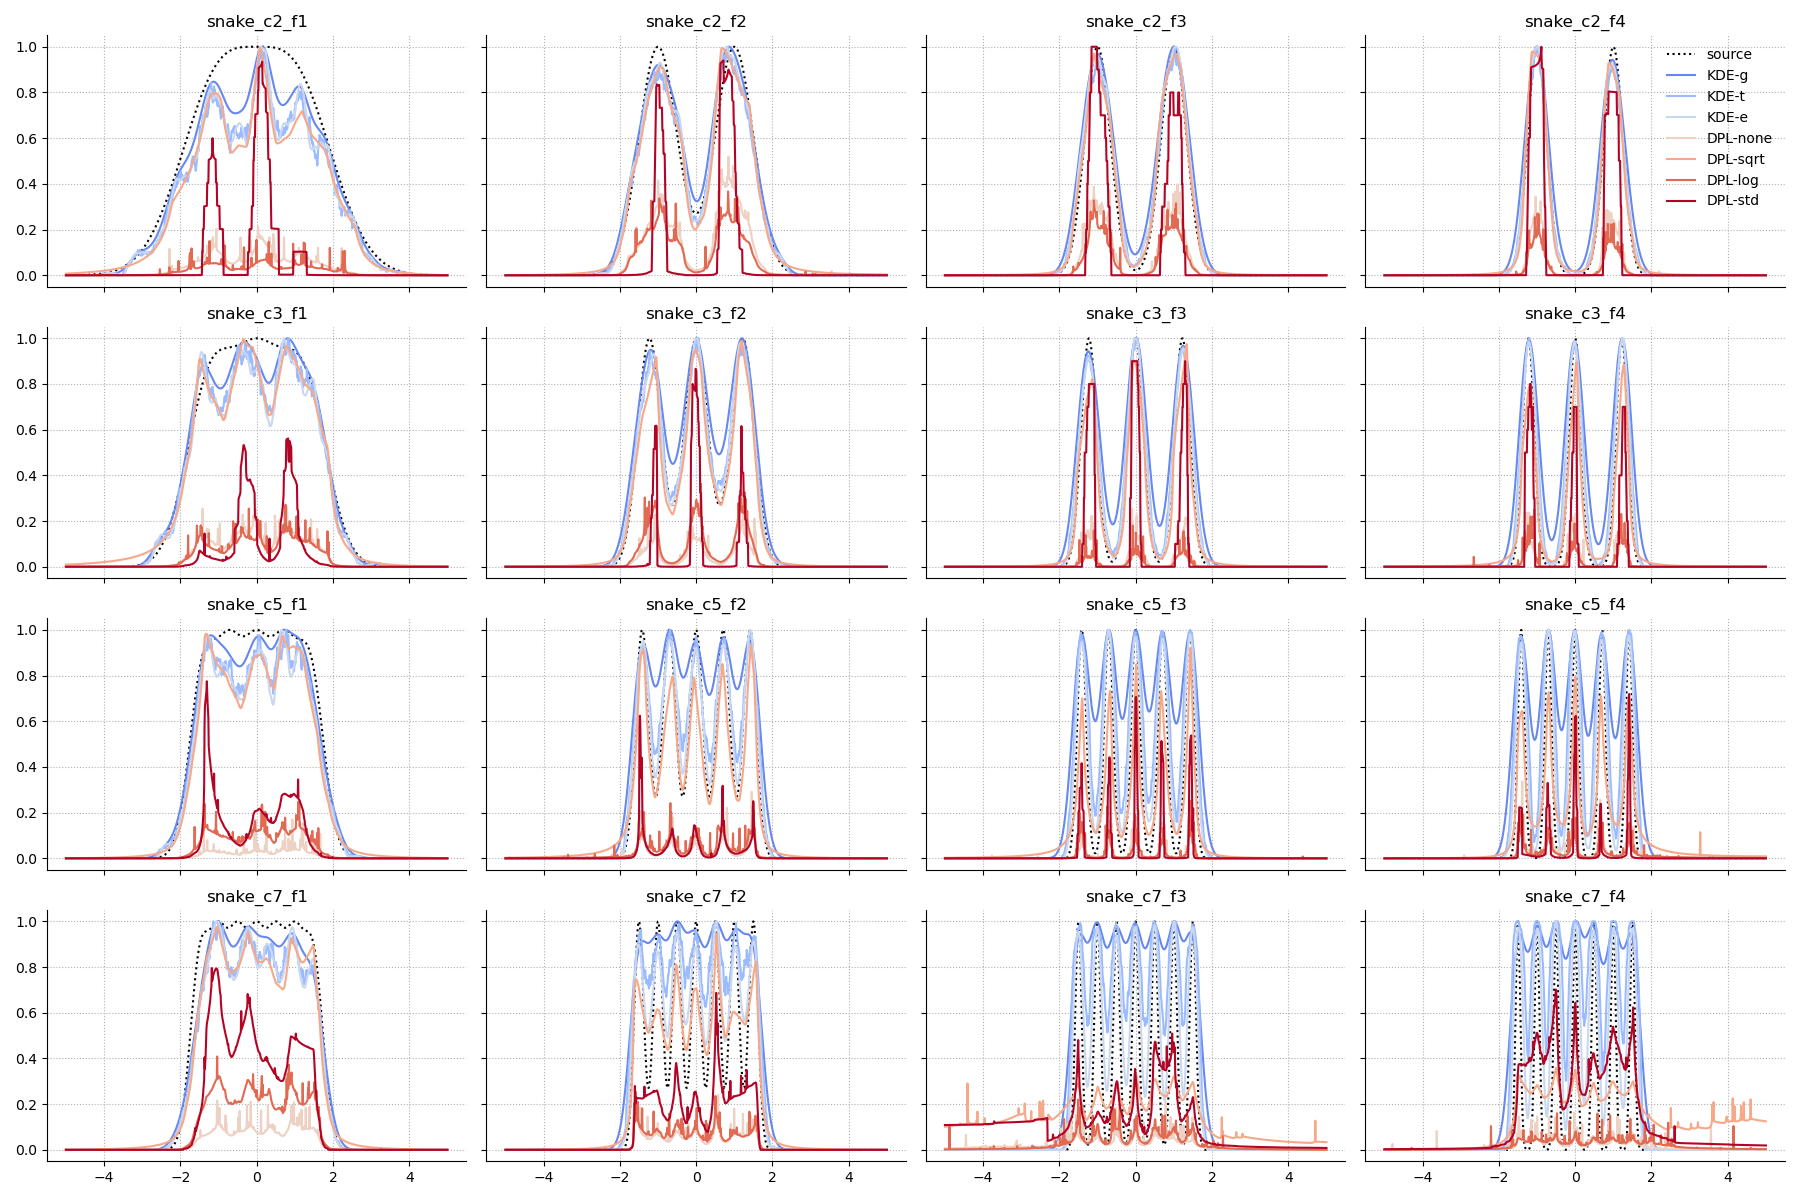 snake_c2_f1
snake_c2_f2
snake_c2_f3
snake_c2_f4
1.0
0.8
0.6
0.4
0.2
0.0
source
KDE-g
KDE-t
KDE-e
DPL-none
DPL-sqrt
DPL-log
DPL-std
snake_c3_f1
snake_c3_f2
snake_c3_f3
snake_c3_f4
1.0
0.8
0.6
0.4
0.2
0.0
snake_c5_f1
snake_c5_f2
snake_c5_f3
snake_c5_f4
1.0
0.8
0.6
0.4
0.2
0.0
snake_c7_f1
snake_c7_f2
snake_c7_f3
snake_c7_f4
1.0
0.8
0.6
0.4
0.2
0.0
−4 −2 0 2 4
−4 −2 0 2 4
−4 −2 0 2 4
−4 −2 0 2 4